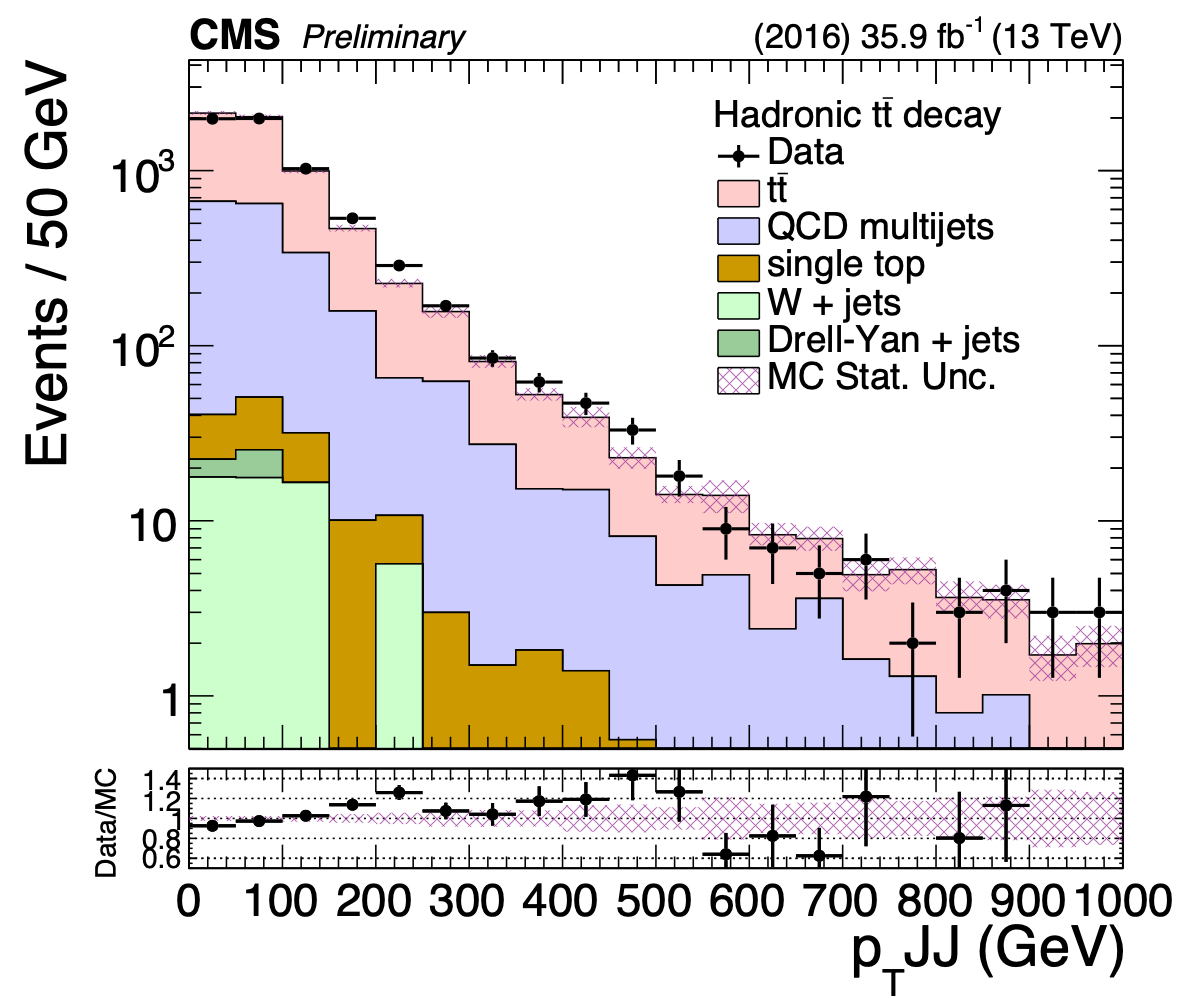 CMS Preliminary (2016) 35.9 fb⁻¹ (13 TeV)
Events / 50 GeV
10³
10²
10
1
Hadronic tt̄ decay
Data
tt̄
QCD multijets
single top
W + jets
Drell-Yan + jets
MC Stat. Unc.
Data/MC
1.4
1.2
1
0.8
0.6
0 100 200 300 400 500 600 700 800 900 1000
p_T JJ (GeV)